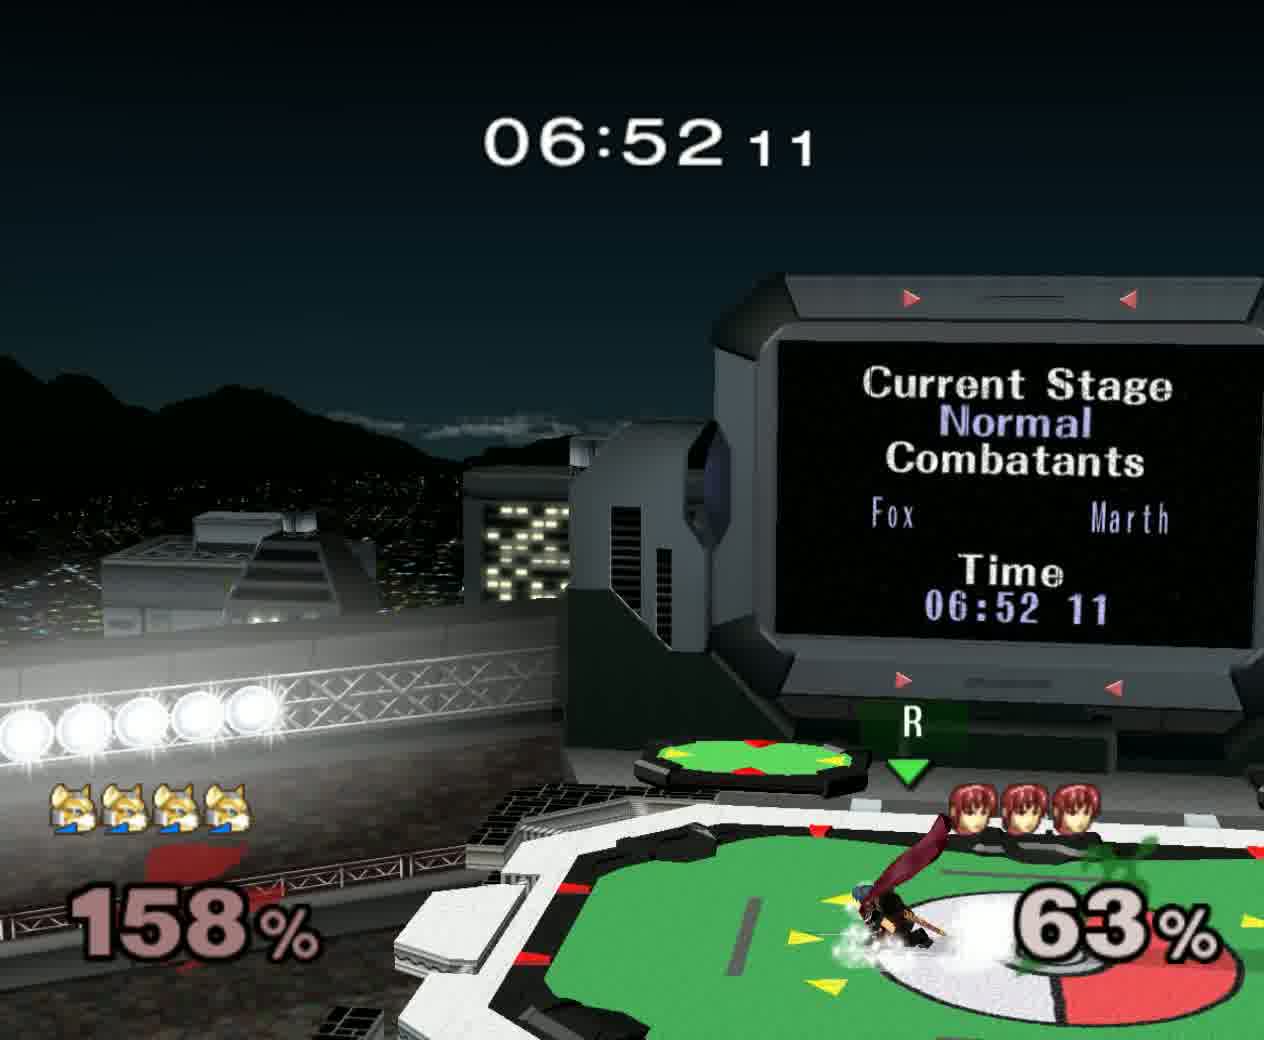 06:52 11
Current Stage
Normal
Combatants
Fox Marth
Time
06:52 11
R
158% 63%